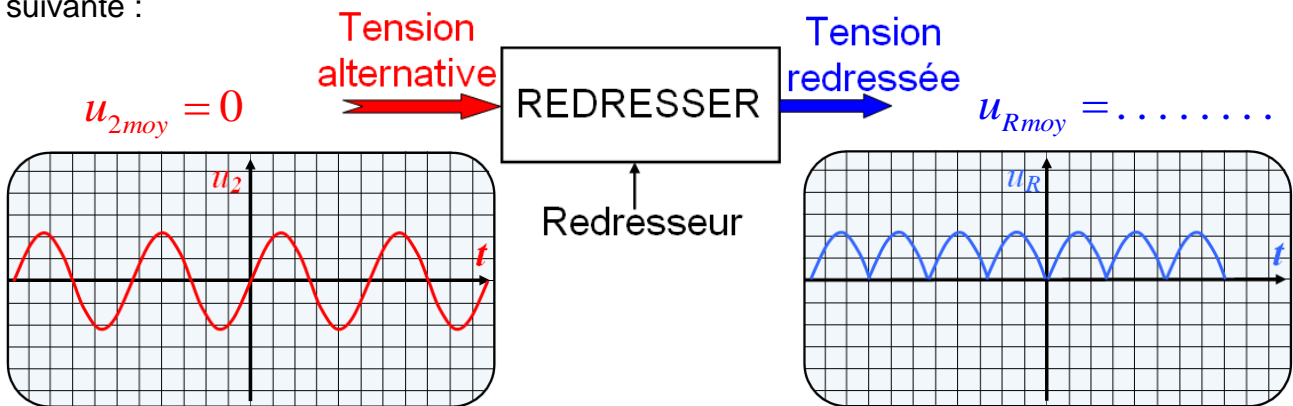 suivante :
Tension
alternative
Tension
redressée
u2moy = 0
REDRESSER
uRmoy = ........
u2
t
Redresseur
uR
t